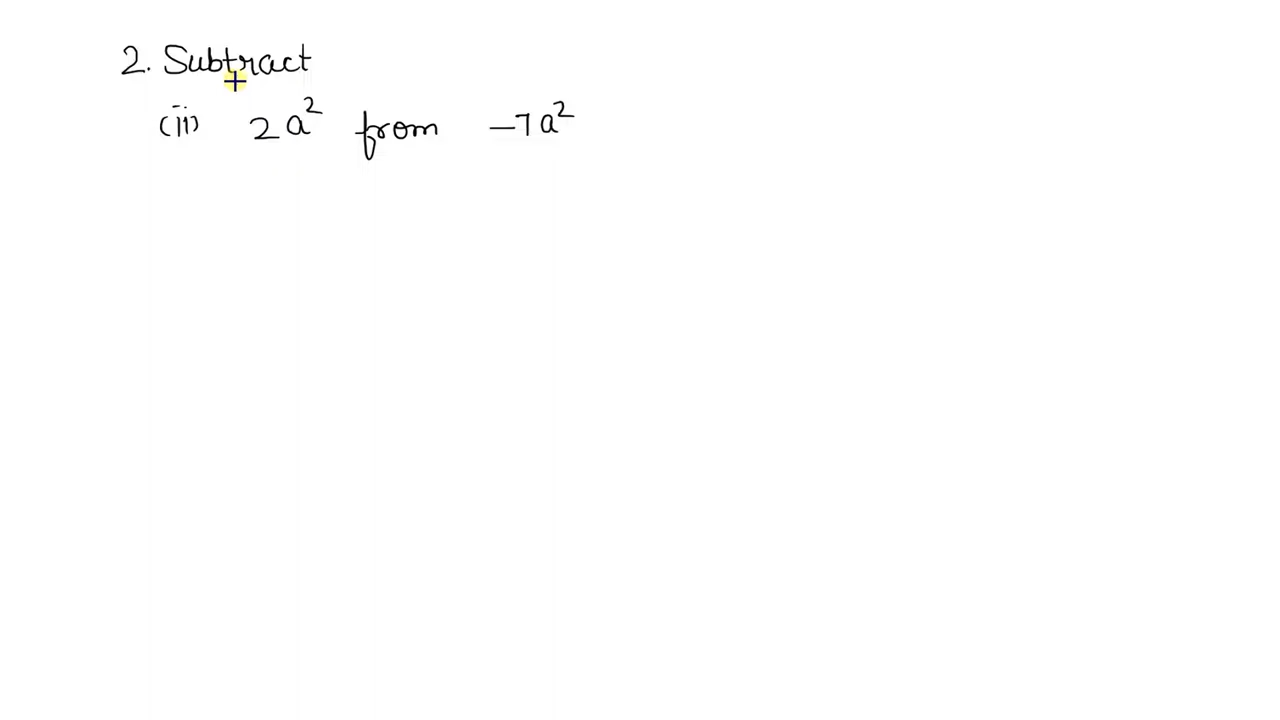 2. Subtract
(ii) 2a² from -7a²